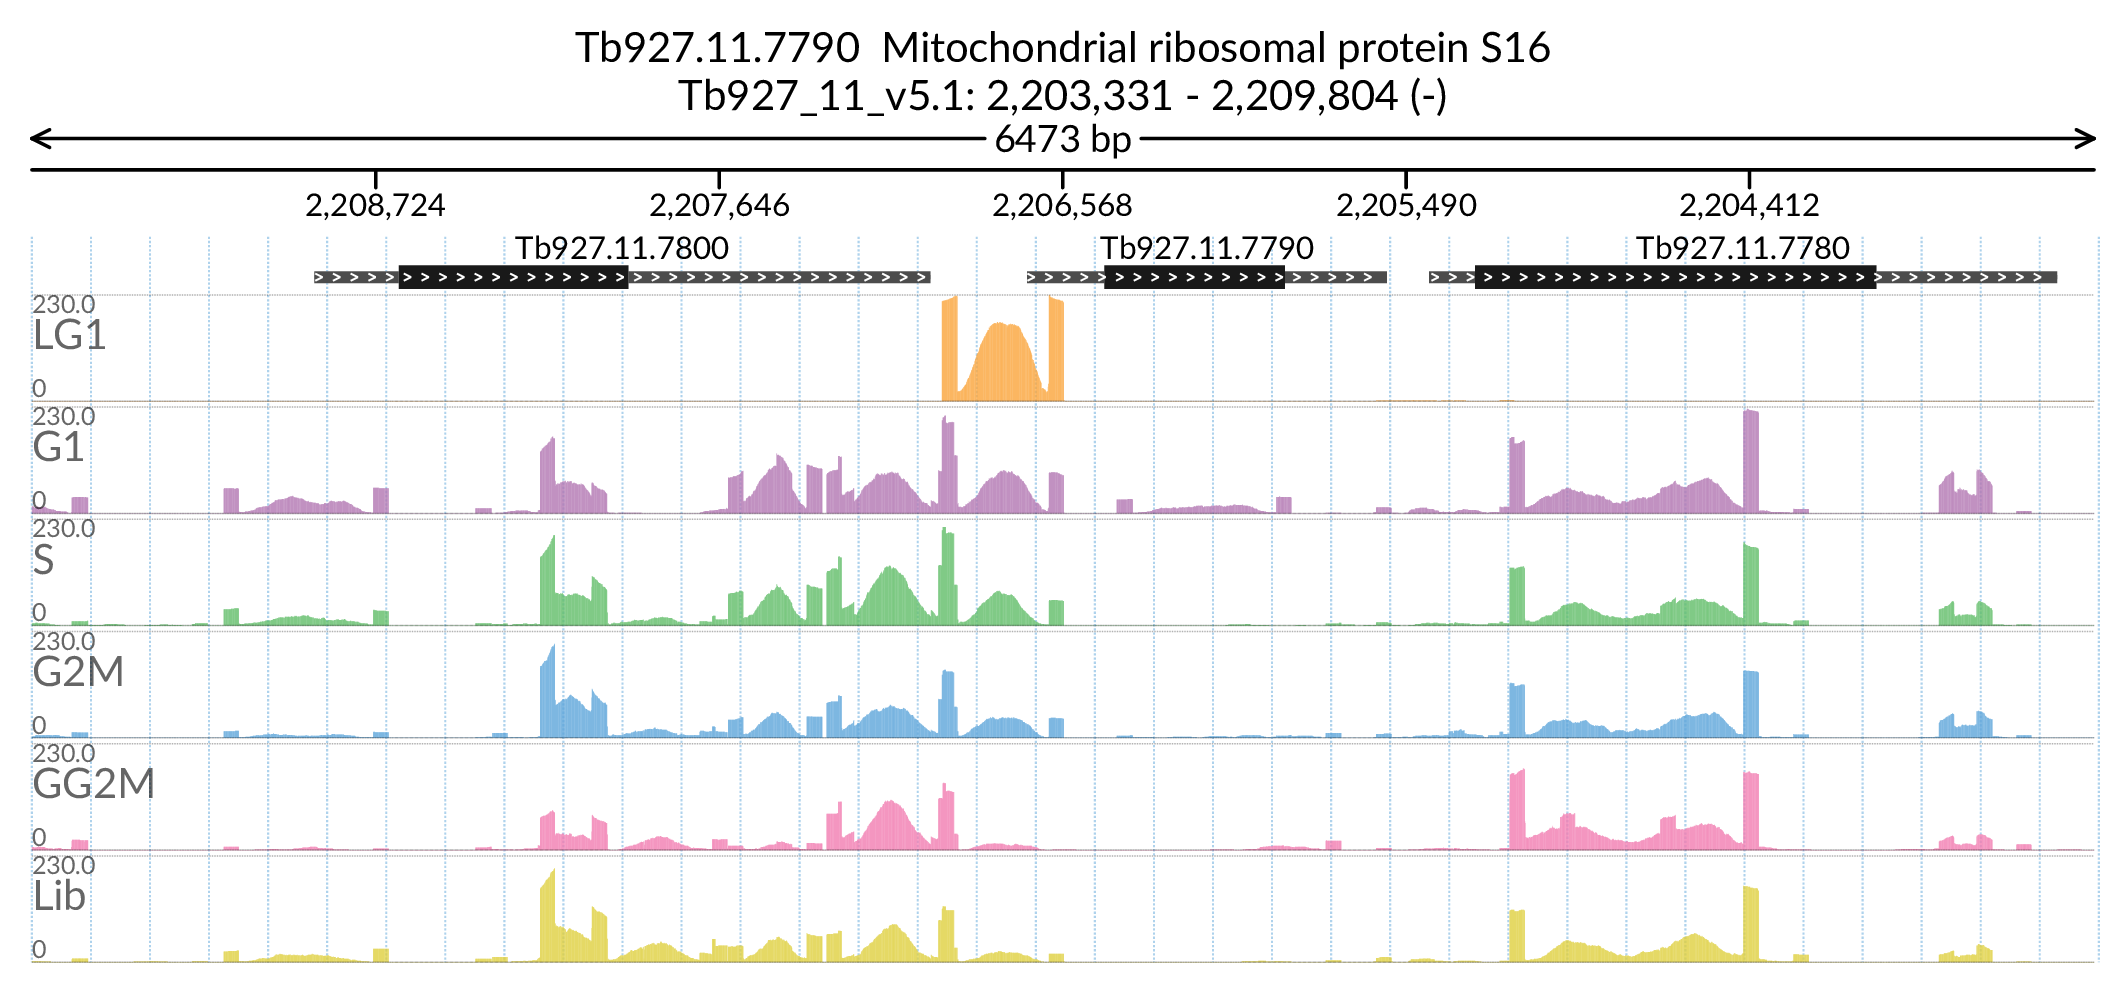 Tb927.11.7790 Mitochondrial ribosomal protein S16
Tb927_11_v5.1: 2,203,331 - 2,209,804 (-)
6473 bp
2,208,724 2,207,646 2,206,568 2,205,490 2,204,412
Tb927.11.7800 Tb927.11.7790 Tb927.11.7780
230.0
LG1
0
230.0
G1
0
230.0
S
0
230.0
G2M
0
230.0
GG2M
0
230.0
Lib
0